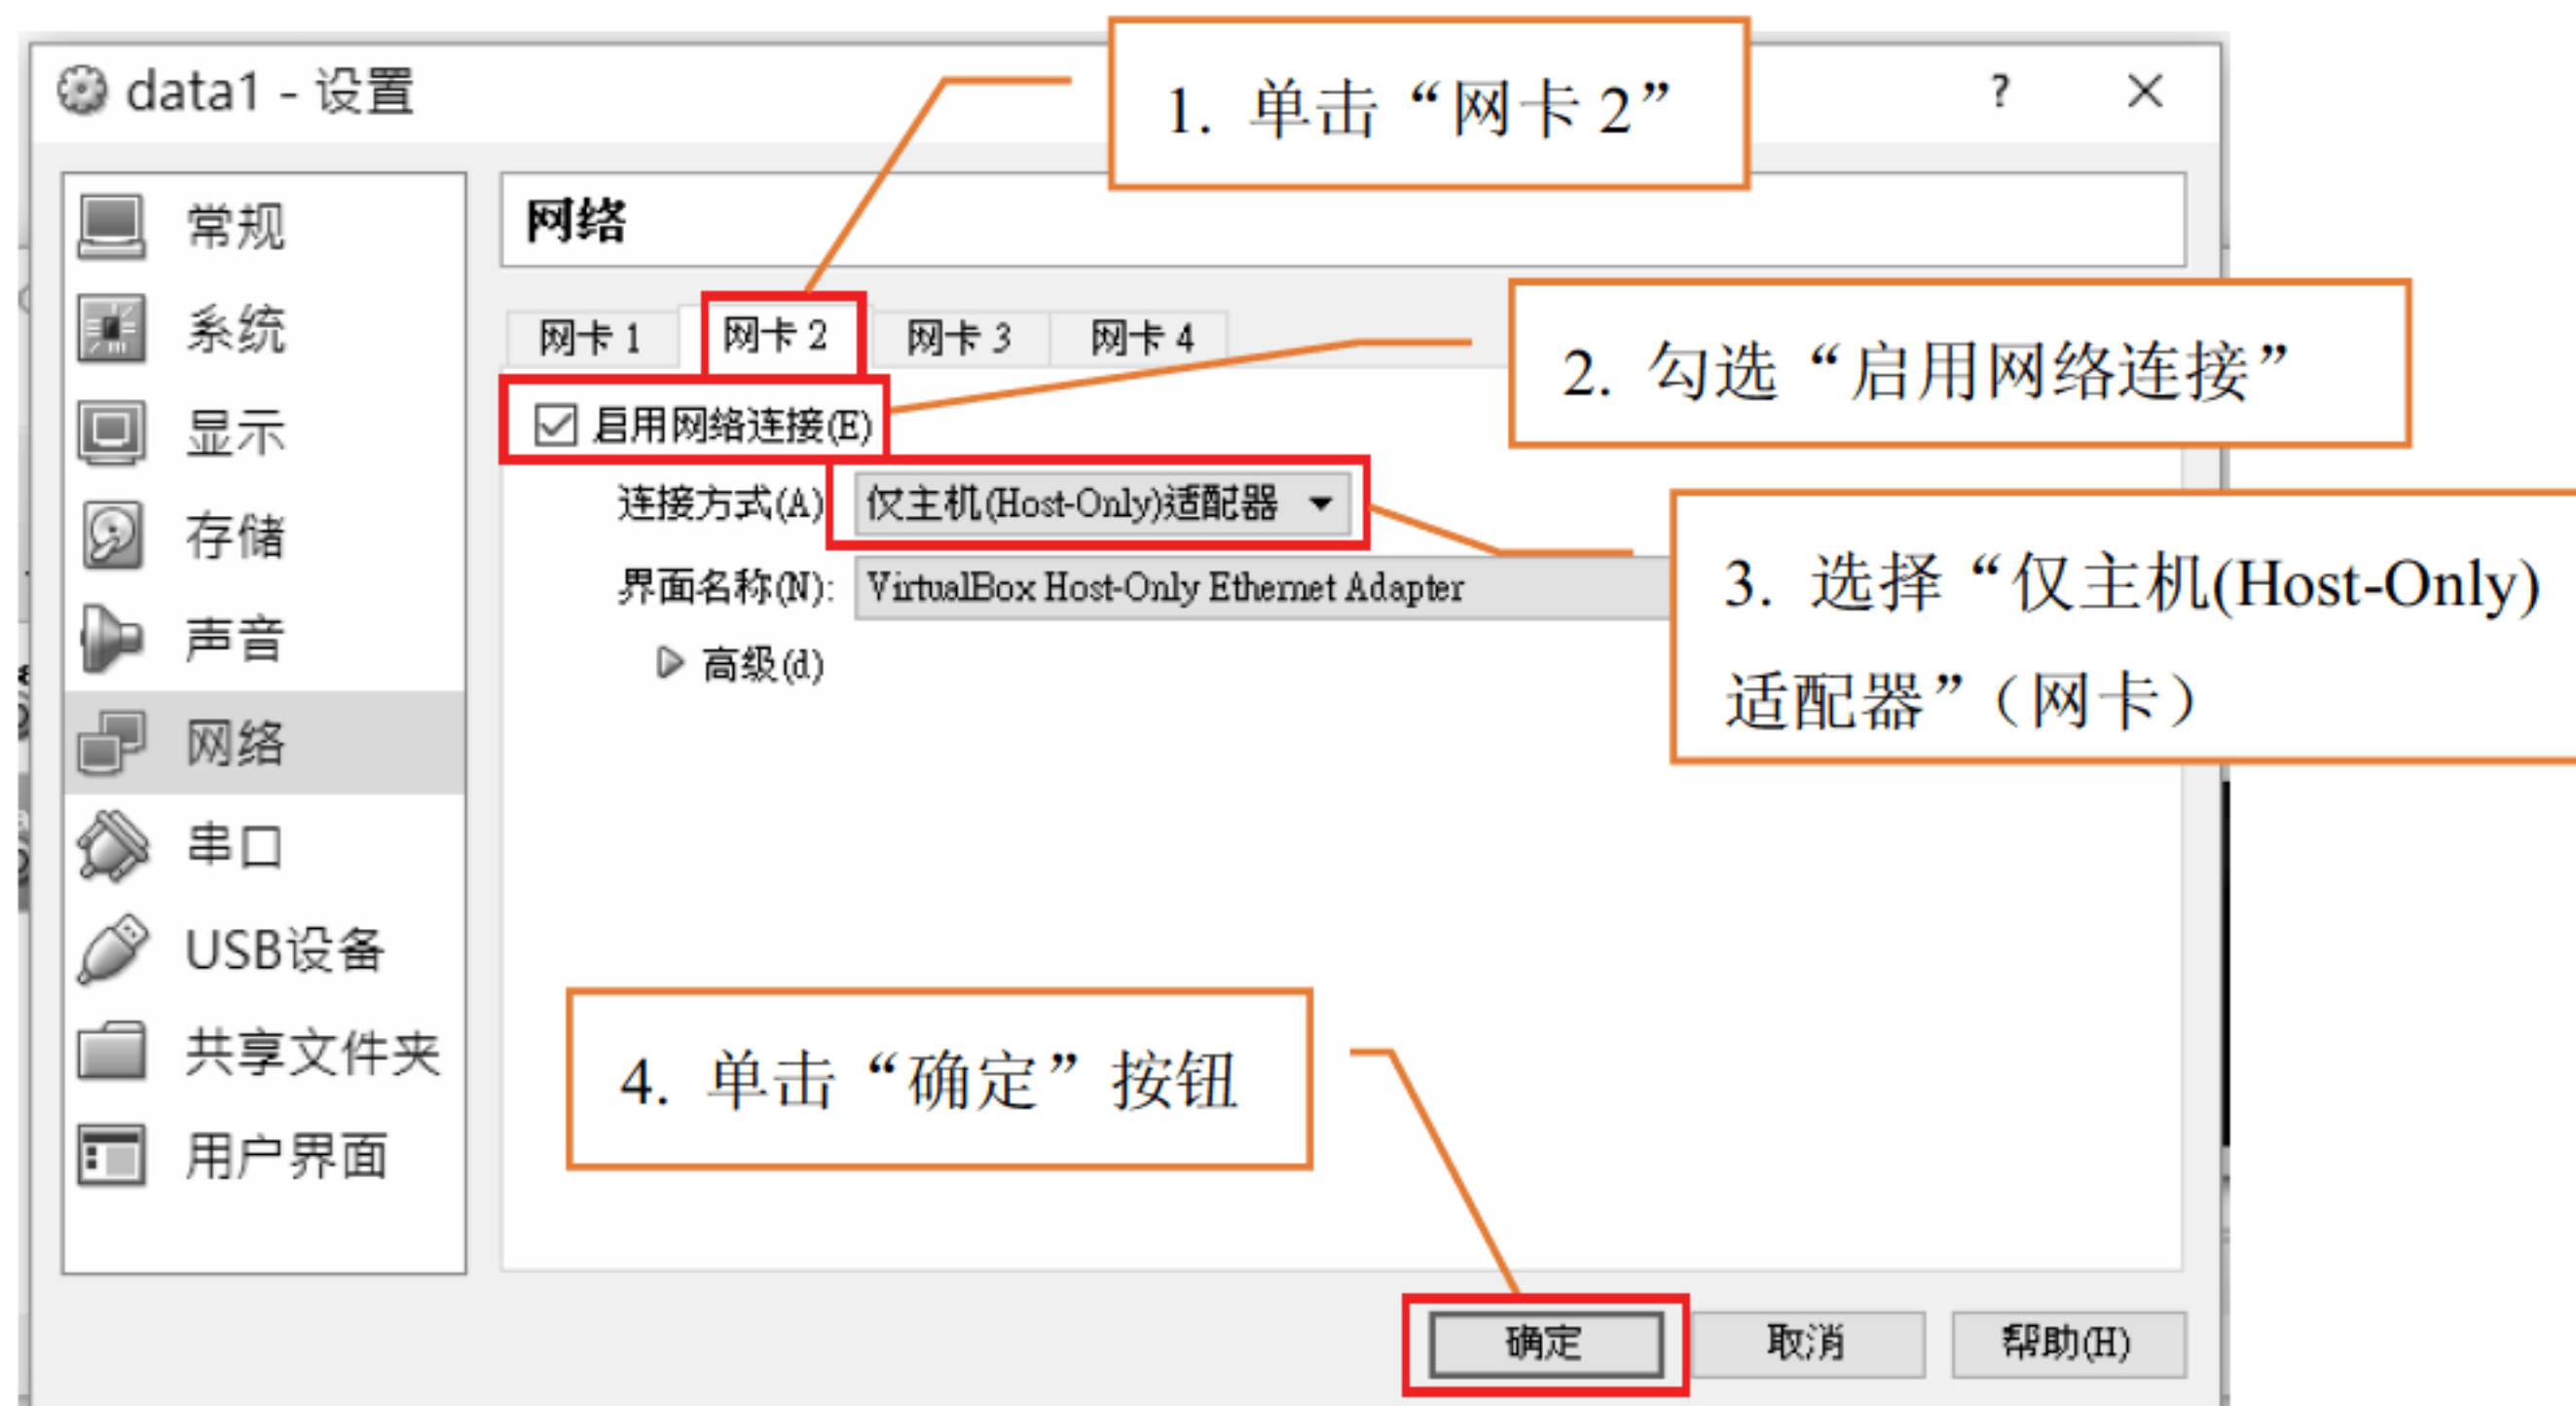 data1 - 设置
1. 单击“网卡 2”
?
常规
系统
显示
存储
声音
网络
串口
USB设备
共享文件夹
用户界面
网络
网卡 1
网卡 2
网卡 3
网卡 4
启用网络连接(E)
2. 勾选“启用网络连接”
连接方式(A)
仅主机(Host-Only)适配器
界面名称(N):
VirtualBox Host-Only Ethernet Adapter
高级(d)
3. 选择“仅主机(Host-Only)
适配器”（网卡）
4. 单击“确定”按钮
确定
取消
帮助(H)